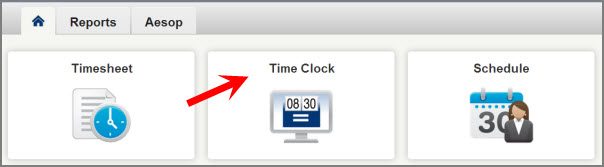 Reports Aesop
Timesheet Time Clock Schedule
08 30 30